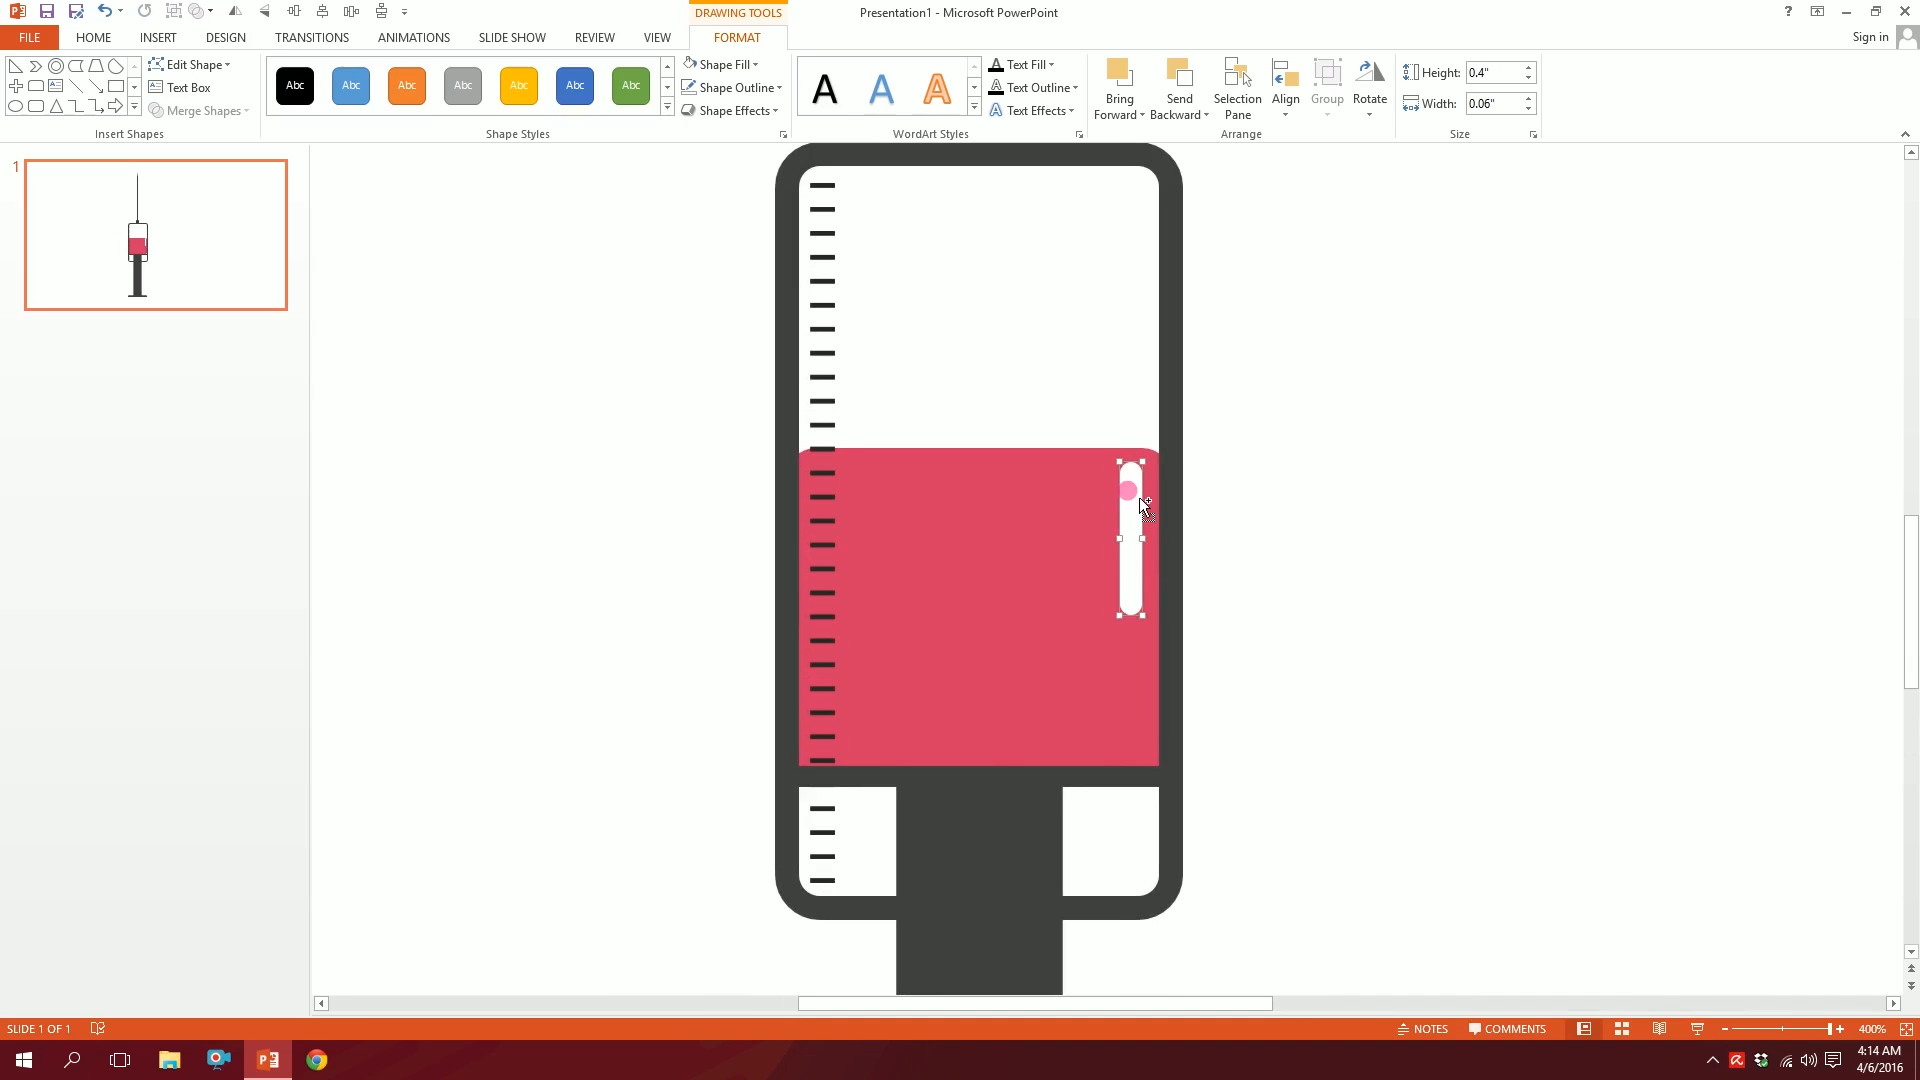 DRAWING TOOLS
Presentation1 - Microsoft PowerPoint
?
FILE HOME INSERT DESIGN TRANSITIONS ANIMATIONS SLIDE SHOW REVIEW VIEW FORMAT
Sign in
Edit Shape
Text Box
Merge Shapes
Insert Shapes
Abc Abc Abc Abc Abc Abc Abc
Shape Fill
Shape Outline
Shape Effects
Shape Styles
A A A
Text Fill
Text Outline
Text Effects
WordArt Styles
Bring Forward
Send Backward
Selection Pane
Align
Group
Rotate
Arrange
Height: 0.4"
Width: 0.06"
Size
1
SLIDE 1 OF 1
NOTES
COMMENTS
400%
4:14 AM
4/6/2016